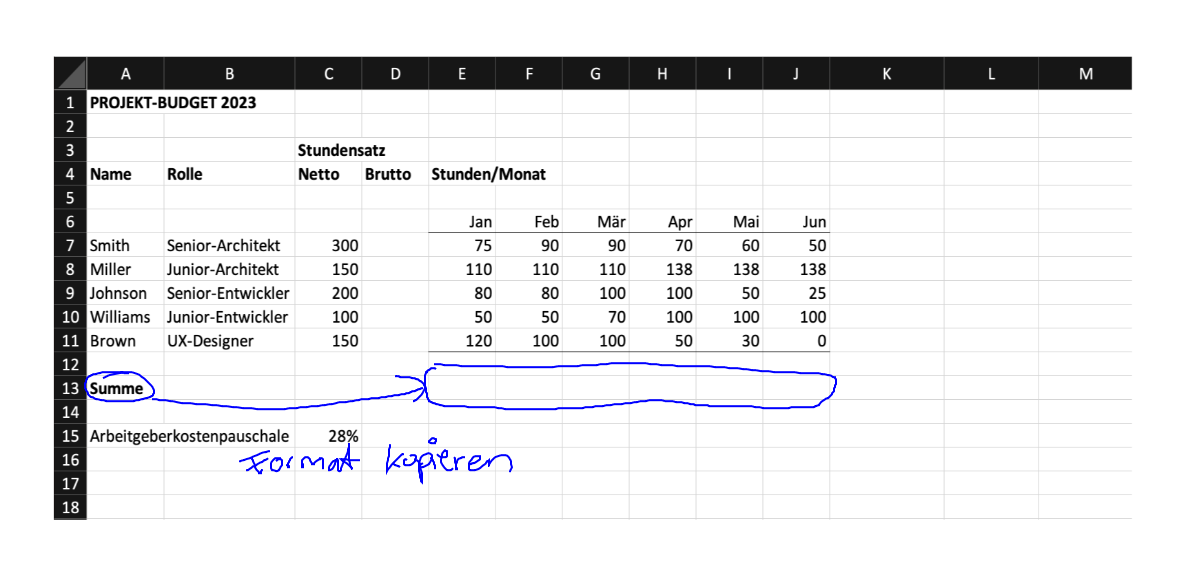 A B C D E F G H I J K L M
1 PROJEKT-BUDGET 2023
2
3 Stundensatz
4 Name Rolle Netto Brutto Stunden/Monat
5
6 Jan Feb Mär Apr Mai Jun
7 Smith Senior-Architekt 300 75 90 90 70 60 50
8 Miller Junior-Architekt 150 110 110 110 138 138 138
9 Johnson Senior-Entwickler 200 80 80 100 100 50 25
10 Williams Junior-Entwickler 100 50 50 70 100 100 100
11 Brown UX-Designer 150 120 100 100 50 30 0
12
13 Summe
14
15 Arbeitgeberkostenpauschale 28%
16 Format kopieren
17
18